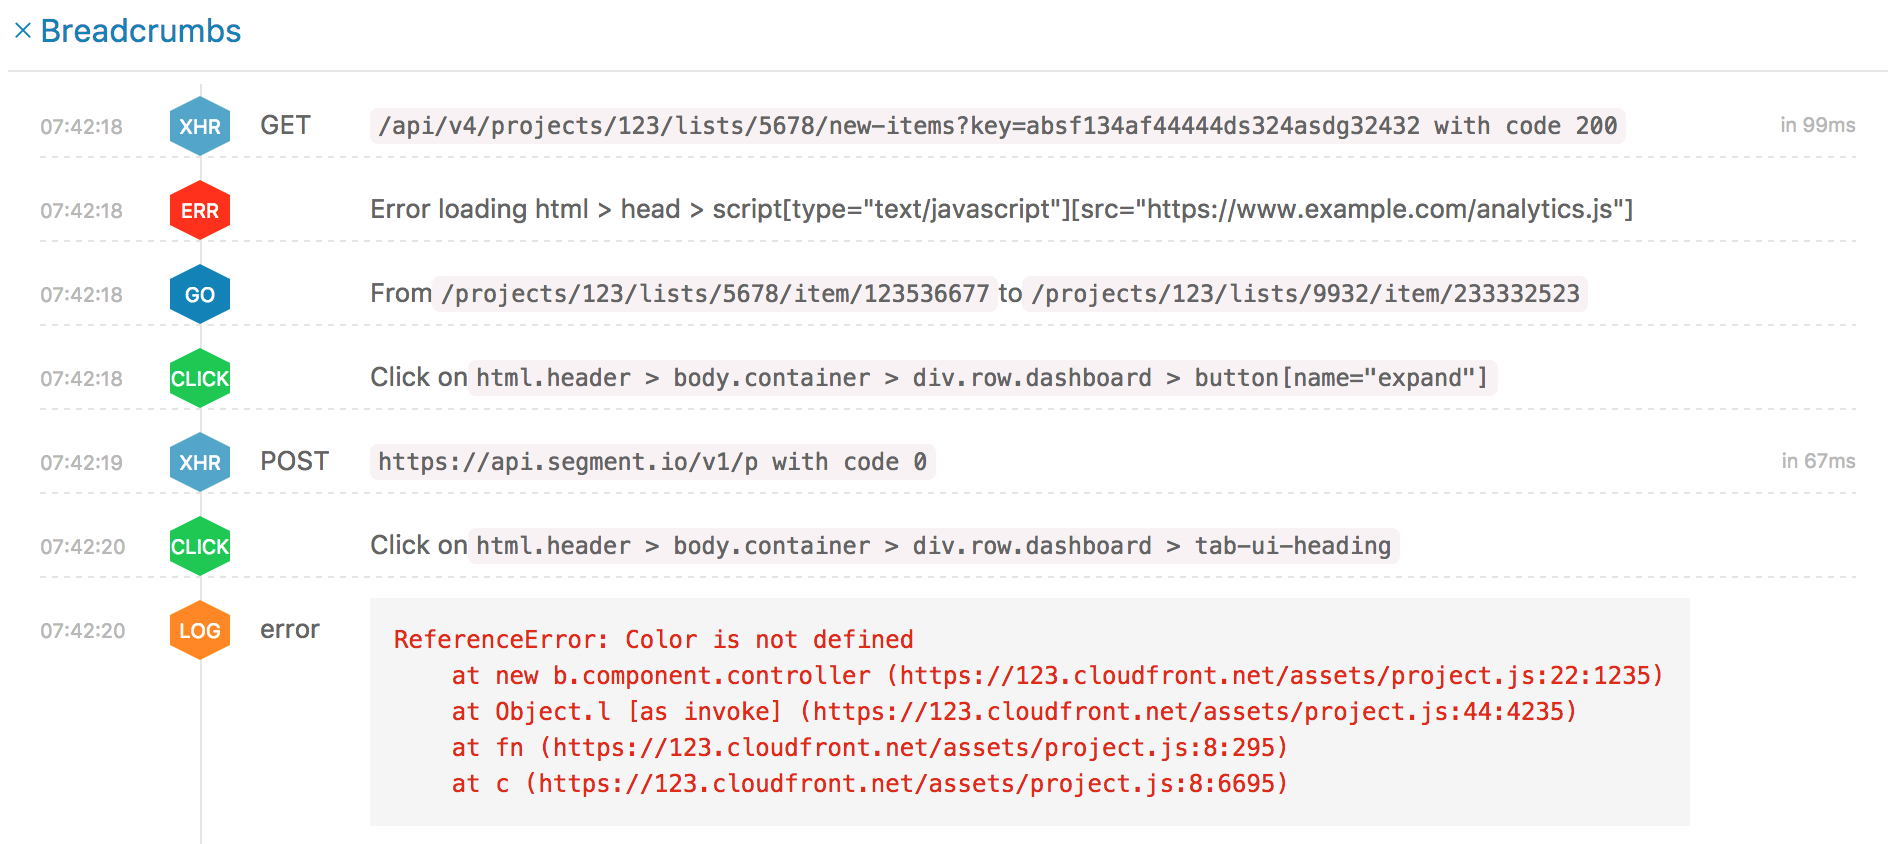 × Breadcrumbs
07:42:18 XHR GET /api/v4/projects/123/lists/5678/new-items?key=absf134af44444ds324asdg32432 with code 200 in 99ms
07:42:18 ERR Error loading html > head > script[type="text/javascript"][src="https://www.example.com/analytics.js"]
07:42:18 GO From /projects/123/lists/5678/item/123536677 to /projects/123/lists/9932/item/233332523
07:42:18 CLICK Click on html.header > body.container > div.row.dashboard > button[name="expand"]
07:42:19 XHR POST https://api.segment.io/v1/p with code 0 in 67ms
07:42:20 CLICK Click on html.header > body.container > div.row.dashboard > tab-ui-heading
07:42:20 LOG error ReferenceError: Color is not defined
at new b.component.controller (https://123.cloudfront.net/assets/project.js:22:1235)
at Object.l [as invoke] (https://123.cloudfront.net/assets/project.js:44:4235)
at fn (https://123.cloudfront.net/assets/project.js:8:295)
at c (https://123.cloudfront.net/assets/project.js:8:6695)